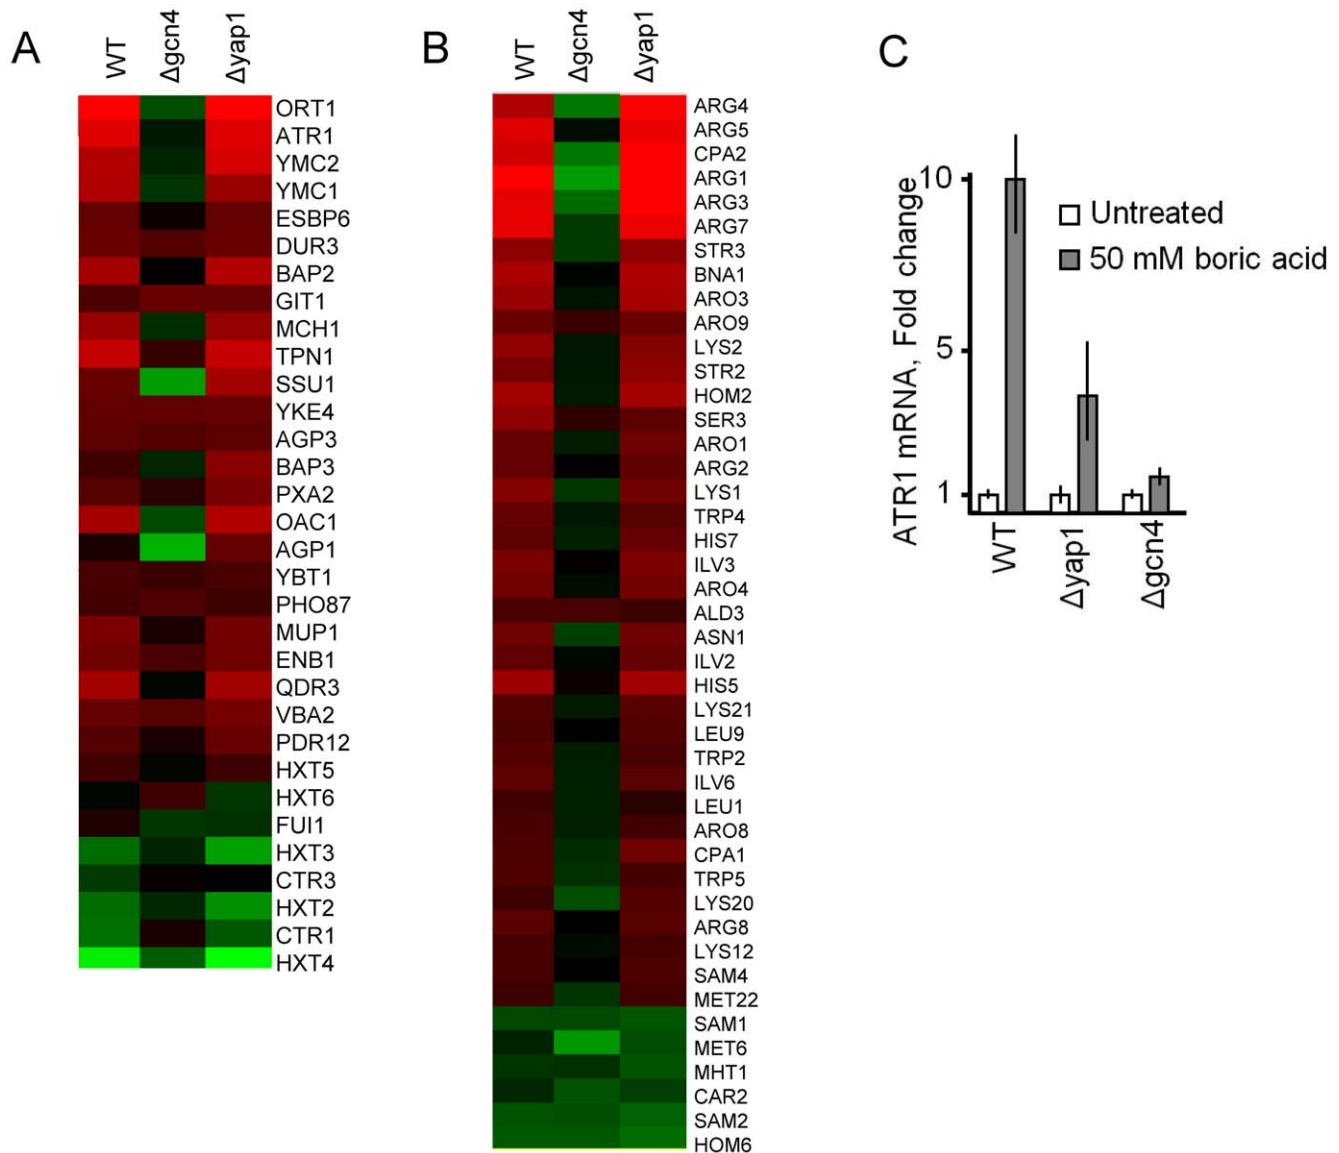 A
WT
Δgcn4
Δyap1
ORT1
ATR1
YMC2
YMC1
ESBP6
DUR3
BAP2
GIT1
MCH1
TPN1
SSU1
YKE4
AGP3
BAP3
PXA2
OAC1
AGP1
YBT1
PHO87
MUP1
ENB1
QDR3
VBA2
PDR12
HXT5
HXT6
FUI1
HXT3
CTR3
HXT2
CTR1
HXT4
B
WT
Δgcn4
Δyap1
ARG4
ARG5
CPA2
ARG1
ARG3
ARG7
STR3
BNA1
ARO3
ARO9
LYS2
STR2
HOM2
SER3
ARO1
ARG2
LYS1
TRP4
HIS7
ILV3
ARO4
ALD3
ASN1
ILV2
HIS5
LYS21
LEU9
TRP2
ILV6
LEU1
ARO8
CPA1
TRP5
LYS20
ARG8
LYS12
SAM4
MET22
SAM1
MET6
MHT1
CAR2
SAM2
HOM6
C
ATR1 mRNA, Fold change
10
5
1
Untreated
50 mM boric acid
WT
Δyap1
Δgcn4